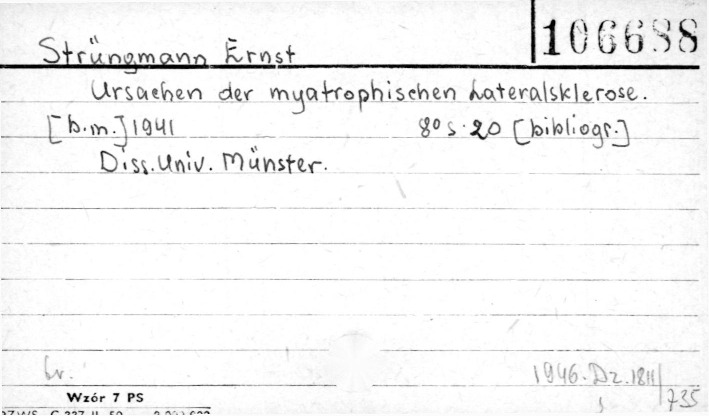 106688
Strüngmann Ernst
Ursachen der myatrophischen Lateralsklerose.
[b.m.] 1941 8° s. 20 [bibliogr.]
Diss. Univ. Münster.
br.
1946. Dz. 1811/735
Wzór 7 PS